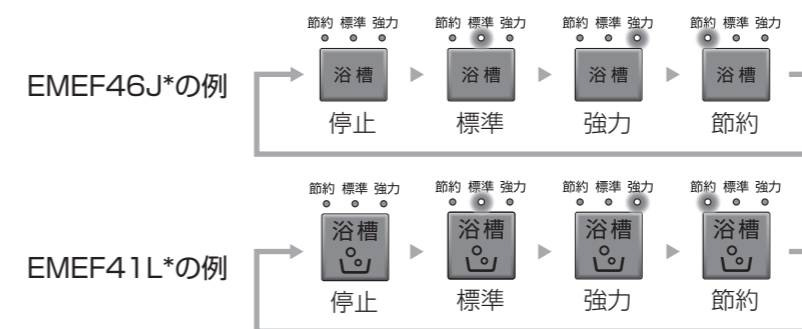 節約 標準 強力 節約 標準 強力 節約 標準 強力 節約 標準 強力
EMEF46J*の例 浴槽 浴槽 浴槽 浴槽
停止 標準 強力 節約
節約 標準 強力 節約 標準 強力 節約 標準 強力 節約 標準 強力
EMEF41L*の例 浴槽 浴槽 浴槽 浴槽
停止 標準 強力 節約